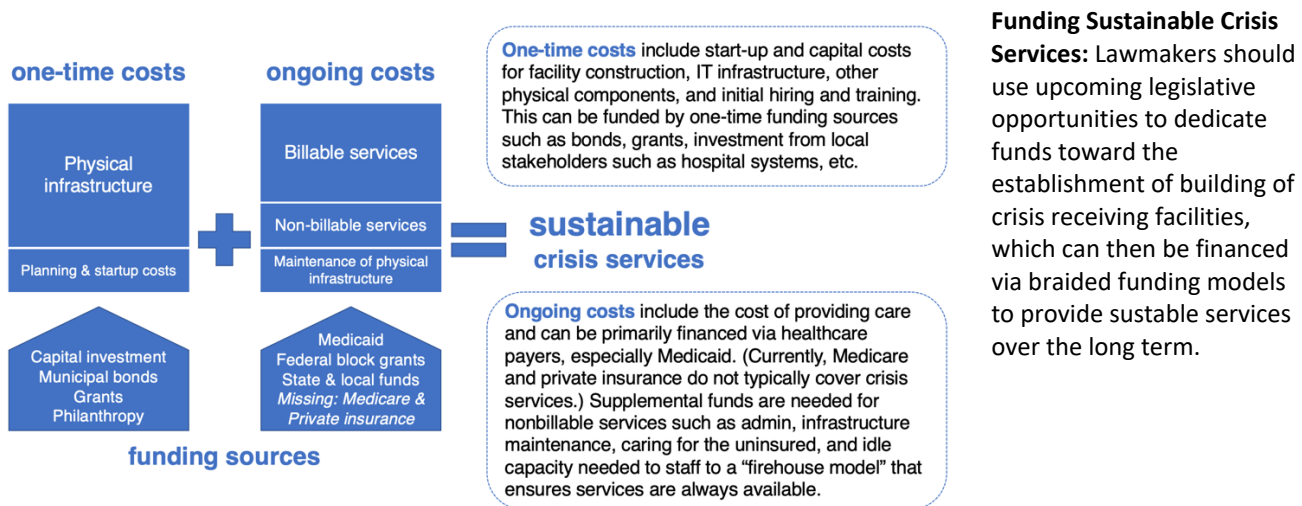 one-time costs
Physical
infrastructure
Planning & startup costs
Capital investment
Municipal bonds
Grants
Philanthropy
ongoing costs
Billable services
Non-billable services
Maintenance of physical
infrastructure
Medicaid
Federal block grants
State & local funds
Missing: Medicare &
Private insurance
funding sources
sustainable
crisis services
One-time costs include start-up and capital costs
for facility construction, IT infrastructure, other
physical components, and initial hiring and training.
This can be funded by one-time funding sources
such as bonds, grants, investment from local
stakeholders such as hospital systems, etc.
Ongoing costs include the cost of providing care
and can be primarily financed via healthcare
payers, especially Medicaid. (Currently, Medicare
and private insurance do not typically cover crisis
services.) Supplemental funds are needed for
nonbillable services such as admin, infrastructure
maintenance, caring for the uninsured, and idle
capacity needed to staff to a “firehouse model” that
ensures services are always available.
Funding Sustainable Crisis
Services: Lawmakers should
use upcoming legislative
opportunities to dedicate
funds toward the
establishment of building of
crisis receiving facilities,
which can then be financed
via braided funding models
to provide sustable services
over the long term.